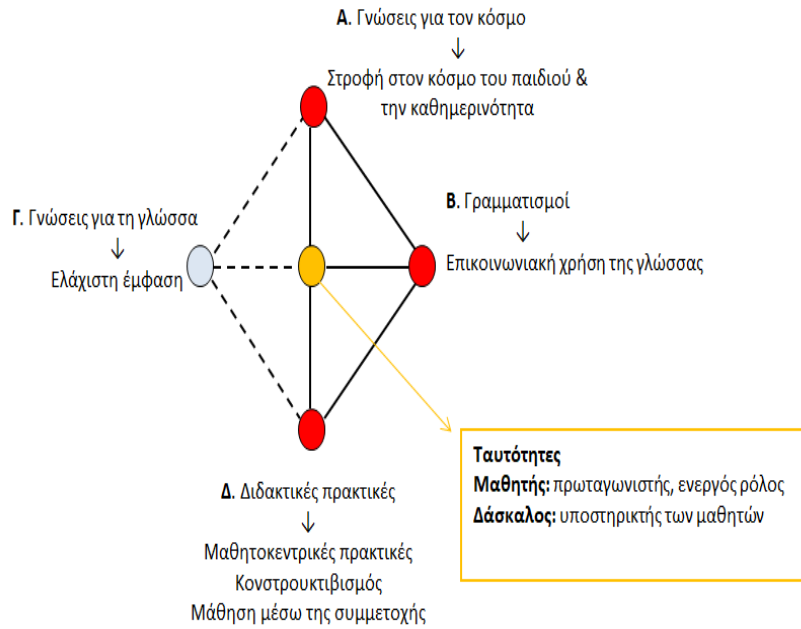 Α. Γνώσεις για τον κόσμο
Στροφή στον κόσμο του παιδιού &
την καθημερινότητα
Γ. Γνώσεις για τη γλώσσα
Ελάχιστη έμφαση
Β. Γραμματισμοί
Επικοινωνιακή χρήση της γλώσσας
Δ. Διδακτικές πρακτικές
Μαθητοκεντρικές πρακτικές
Κονστρουκτιβισμός
Μάθηση μέσω της συμμετοχής
Ταυτότητες
Μαθητής: πρωταγωνιστής, ενεργός ρόλος
Δάσκαλος: υποστηρικτής των μαθητών